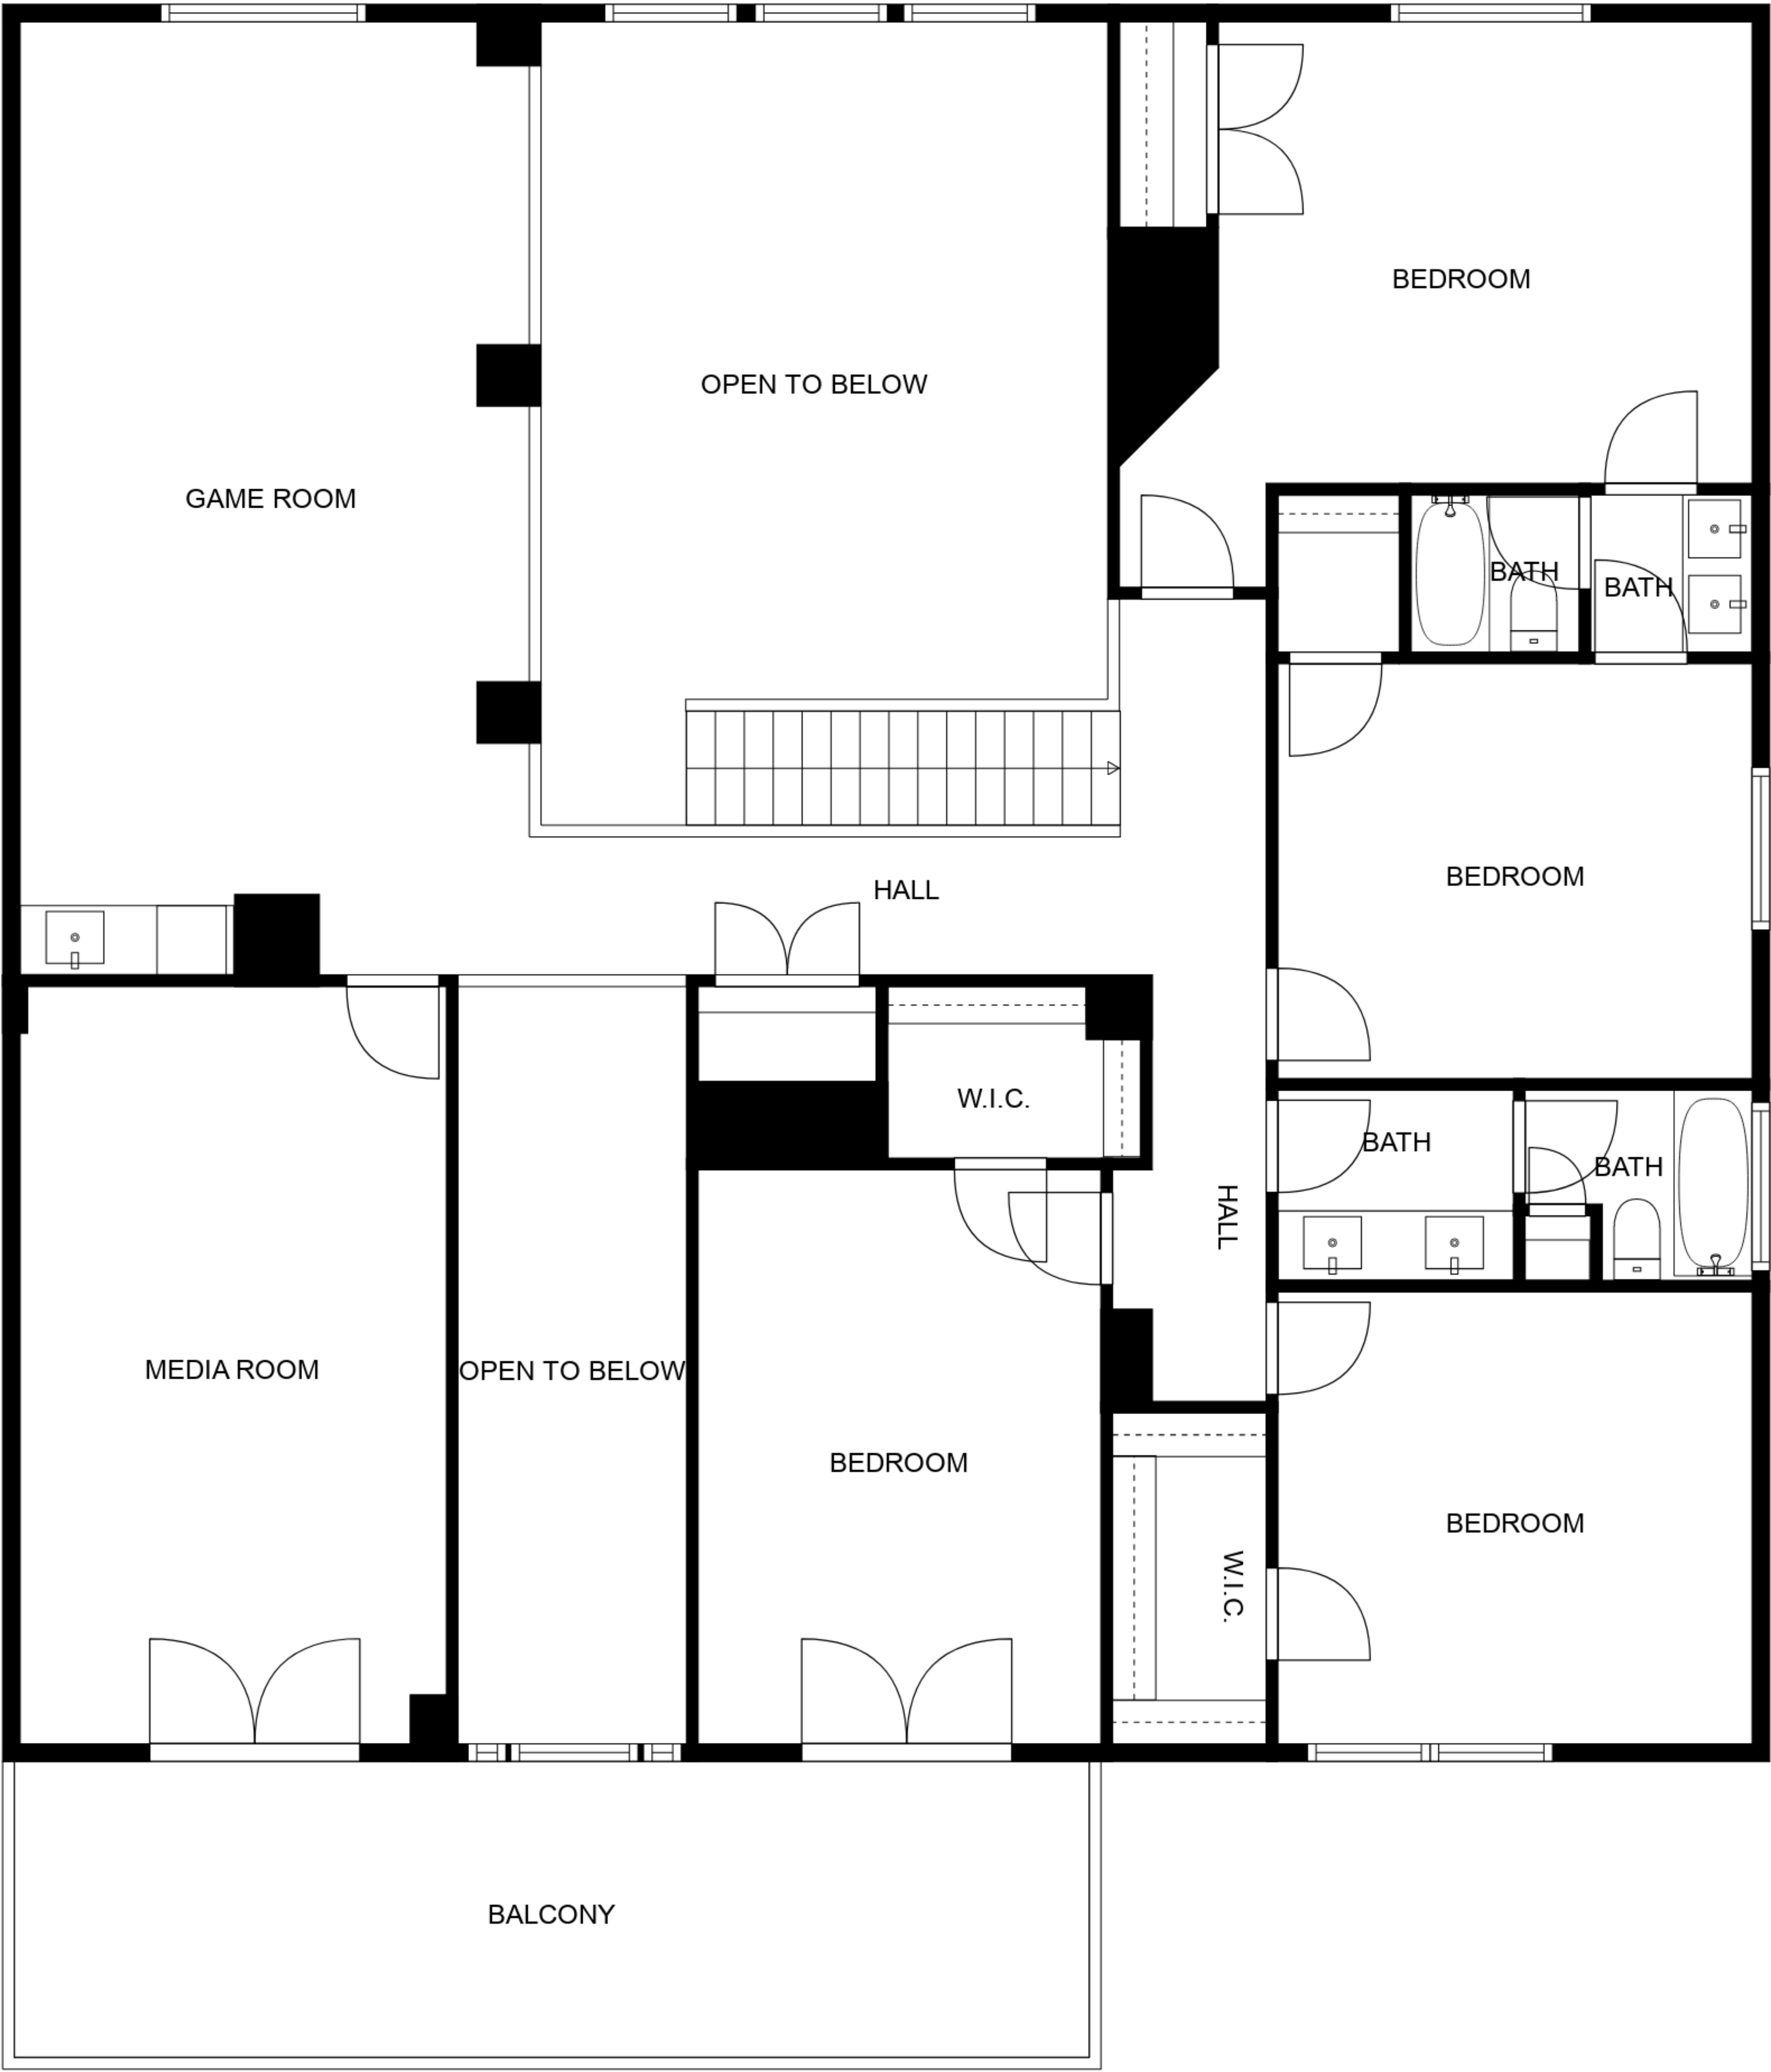 BEDROOM
OPEN TO BELOW
GAME ROOM
BATH
BATH
BEDROOM
HALL
W.I.C.
BATH
BATH
HALL
MEDIA ROOM
OPEN TO BELOW
BEDROOM
BEDROOM
W.I.C.
BALCONY